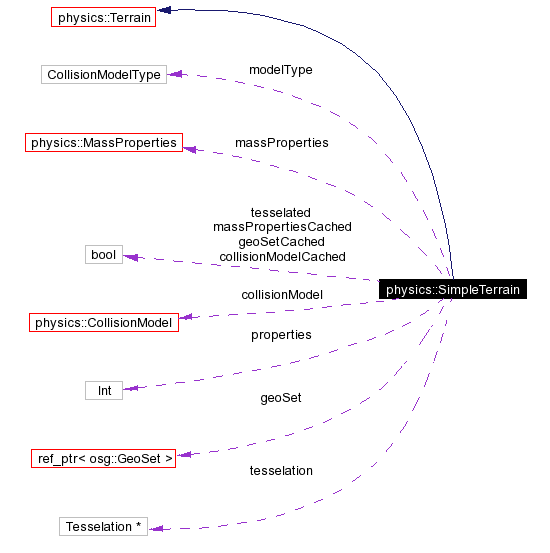 physics::Terrain
modelType
CollisionModelType
massProperties
physics::MassProperties
tesselated
massPropertiesCached
geoSetCached
collisionModelCached
bool
physics::SimpleTerrain
collisionModel
physics::CollisionModel
properties
Int
geoSet
ref_ptr< osg::GeoSet >
tesselation
Tesselation *